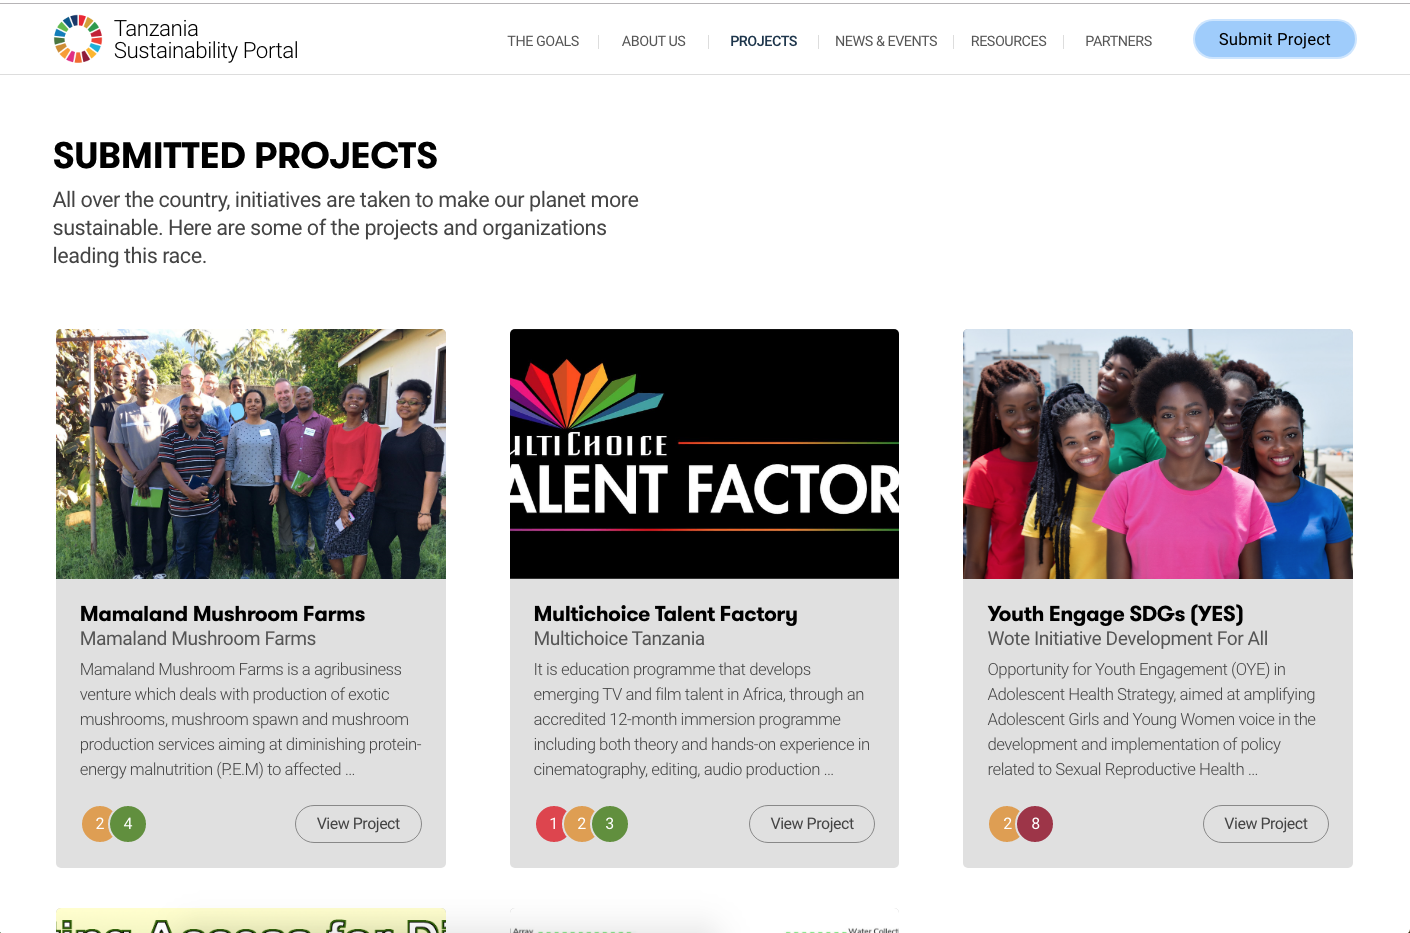 Tanzania
Sustainability Portal
THE GOALS
ABOUT US
PROJECTS
NEWS & EVENTS
RESOURCES
PARTNERS
Submit Project
SUBMITTED PROJECTS
All over the country, initiatives are taken to make our planet more
sustainable. Here are some of the projects and organizations
leading this race.
ULTICHOICE
ALENT FACTOR
Mamaland Mushroom Farms
Mamaland Mushroom Farms
Mamaland Mushroom Farms is a agribusiness
venture which deals with production of exotic
mushrooms, mushroom spawn and mushroom
production services aiming at diminishing protein-
energy malnutrition (P.E.M) to affected ...
2 4
View Project
Multichoice Talent Factory
Multichoice Tanzania
It is education programme that develops
emerging TV and film talent in Africa, through an
accredited 12-month immersion programme
including both theory and hands-on experience in
cinematography, editing, audio production ...
1 2 3
View Project
Youth Engage SDGs (YES)
Wote Initiative Development For All
Opportunity for Youth Engagement (OYE) in
Adolescent Health Strategy, aimed at amplifying
Adolescent Girls and Young Women voice in the
development and implementation of policy
related to Sexual Reproductive Health ...
2 8
View Project
ing Access for Di
Array
Water Collect